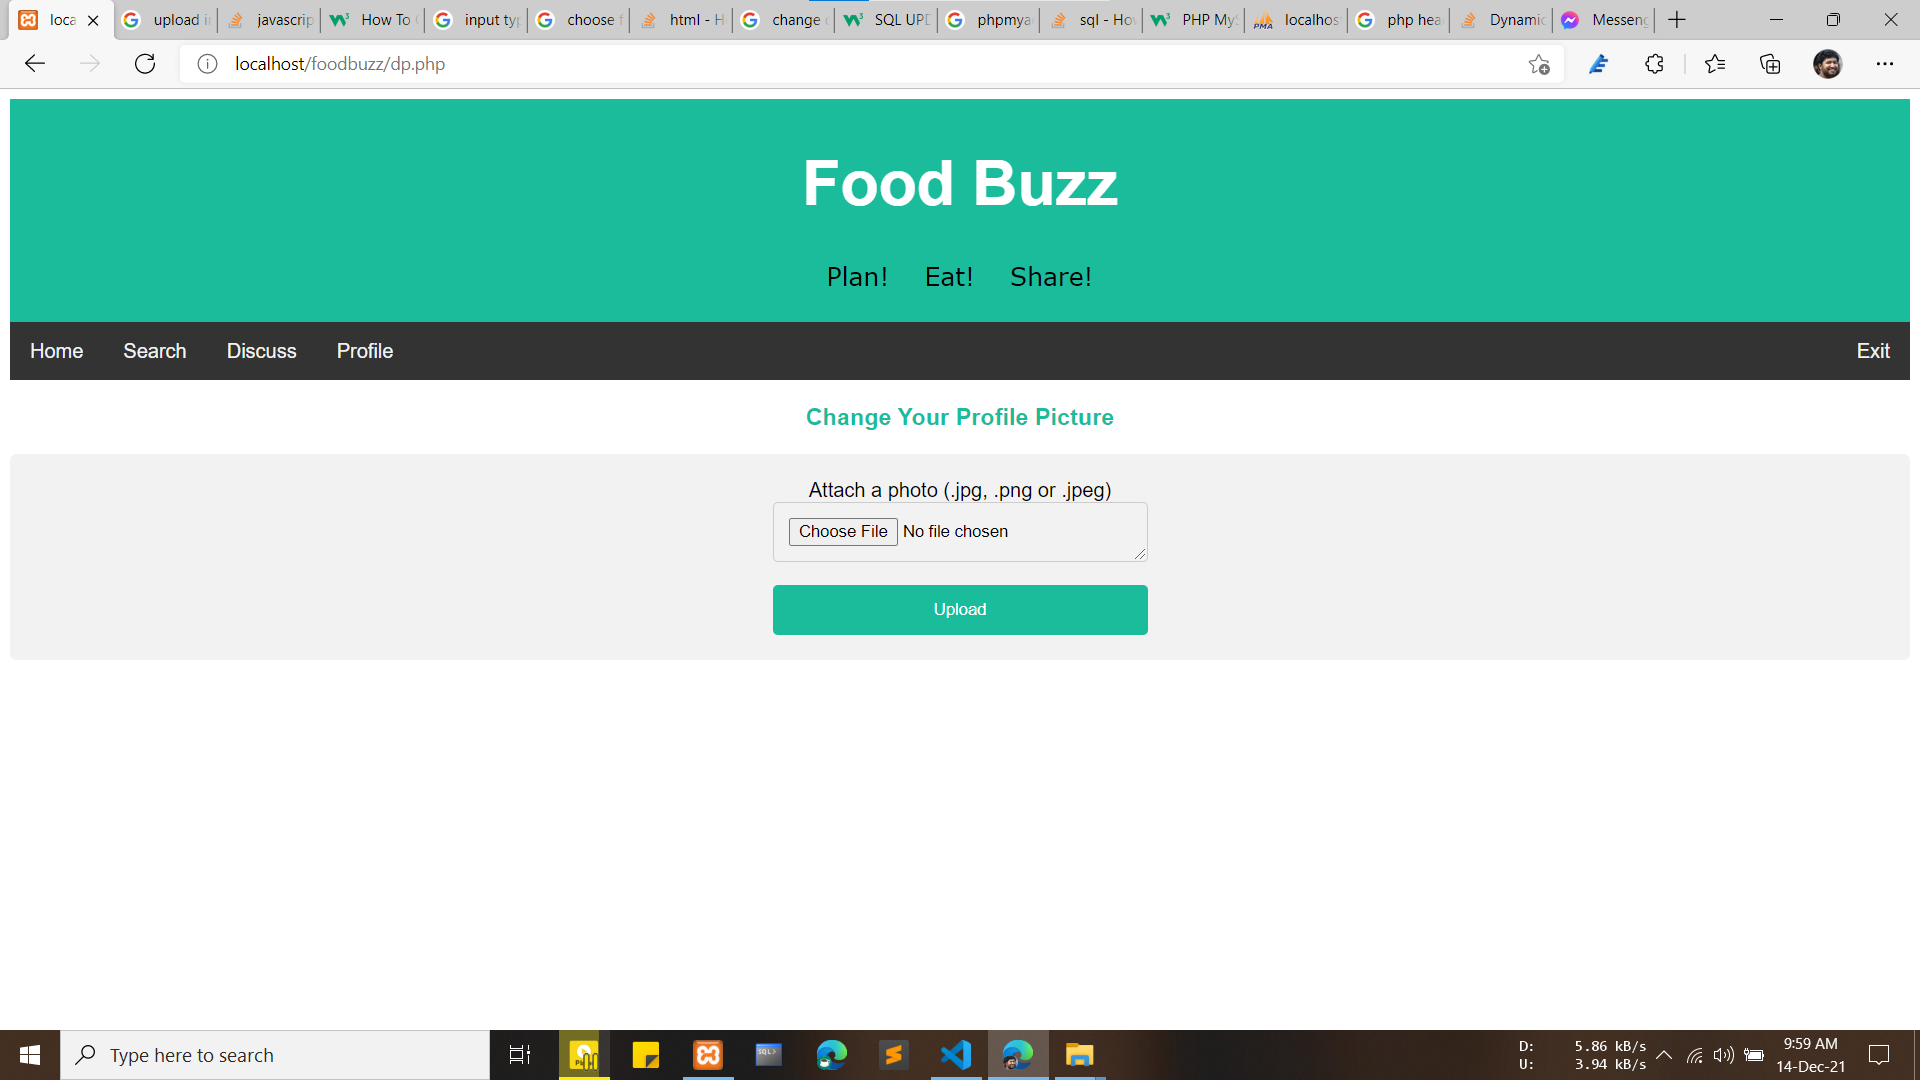 loca
upload i
javascrip
How To
input typ
choose f
html - H
change
SQL UPD
phpmya
sql - Hov
PHP MyS
localhos
php hea
Dynamic
Messeng
localhost/foodbuzz/dp.php
Food Buzz
Plan! Eat! Share!
Home Search Discuss Profile Exit
Change Your Profile Picture
Attach a photo (.jpg, .png or .jpeg)
Choose File No file chosen
Upload
Type here to search
D: 5.86 kB/s
U: 3.94 kB/s
9:59 AM
14-Dec-21